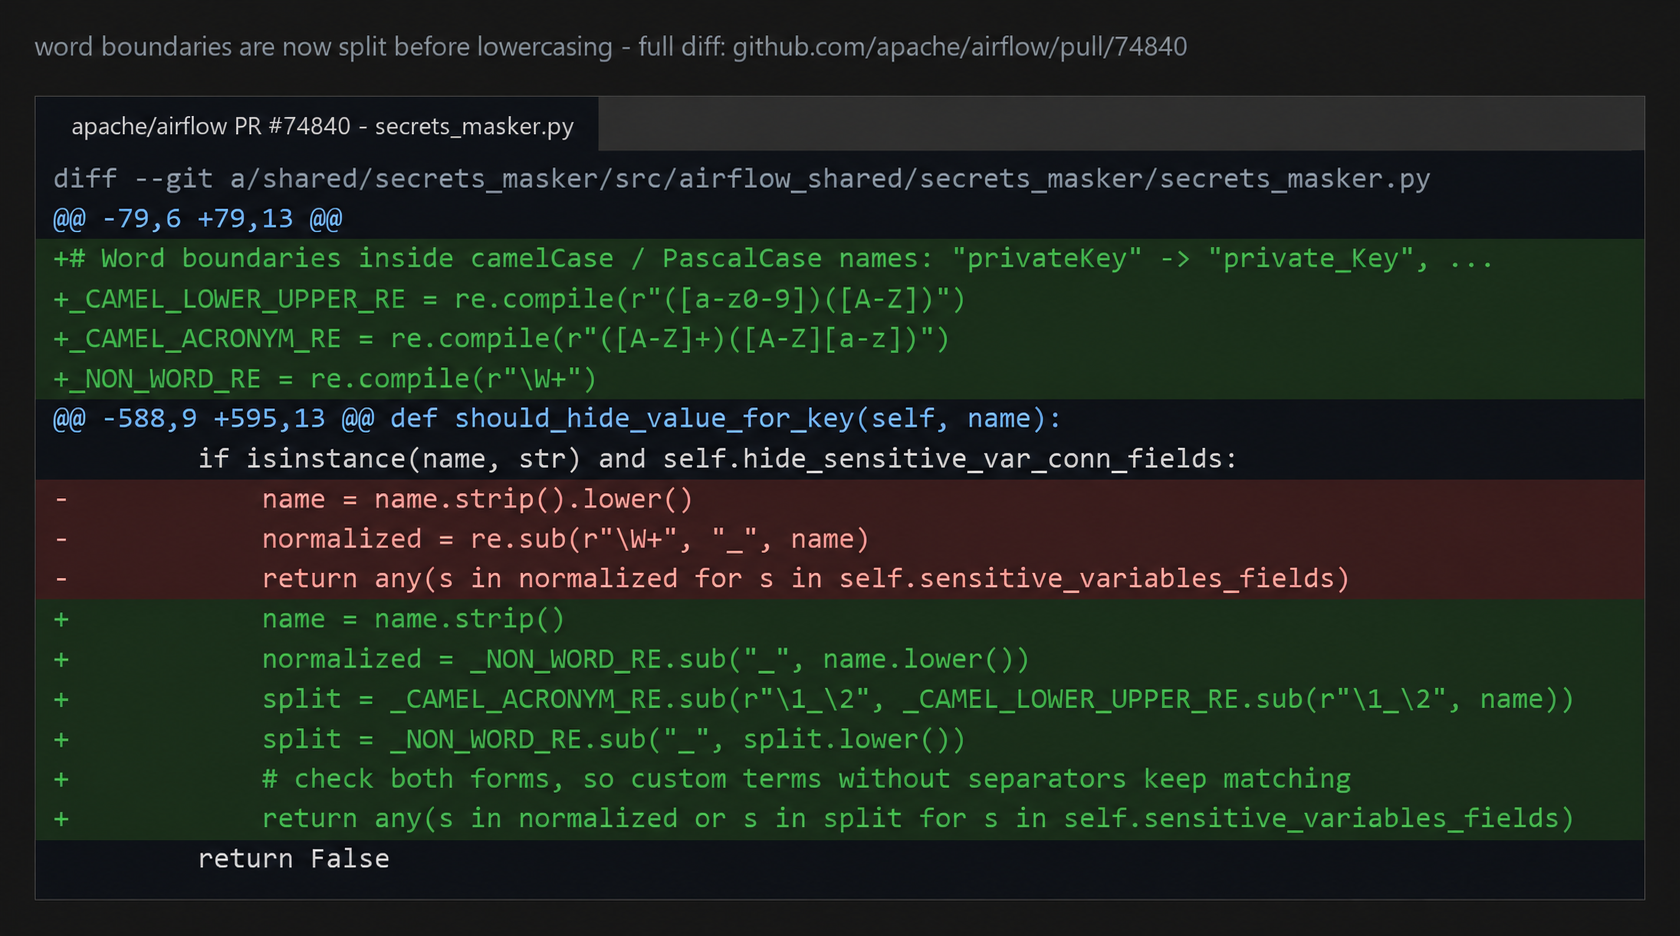 word boundaries are now split before lowercasing - full diff: github.com/apache/airflow/pull/74840
apache/airflow PR #74840 - secrets_masker.py
diff --git a/shared/secrets_masker/src/airflow_shared/secrets_masker/secrets_masker.py
@@ -79,6 +79,13 @@
+# Word boundaries inside camelCase / PascalCase names: "privateKey" -> "private_Key", ...
+_CAMEL_LOWER_UPPER_RE = re.compile(r"([a-z0-9])([A-Z])")
+_CAMEL_ACRONYM_RE = re.compile(r"([A-Z]+)([A-Z][a-z])")
+_NON_WORD_RE = re.compile(r"\W+")
@@ -588,9 +595,13 @@ def should_hide_value_for_key(self, name):
         if isinstance(name, str) and self.hide_sensitive_var_conn_fields:
-            name = name.strip().lower()
-            normalized = re.sub(r"\W+", "_", name)
-            return any(s in normalized for s in self.sensitive_variables_fields)
+            name = name.strip()
+            normalized = _NON_WORD_RE.sub("_", name.lower())
+            split = _CAMEL_ACRONYM_RE.sub(r"\1_\2", _CAMEL_LOWER_UPPER_RE.sub(r"\1_\2", name))
+            split = _NON_WORD_RE.sub("_", split.lower())
+            # check both forms, so custom terms without separators keep matching
+            return any(s in normalized or s in split for s in self.sensitive_variables_fields)
         return False